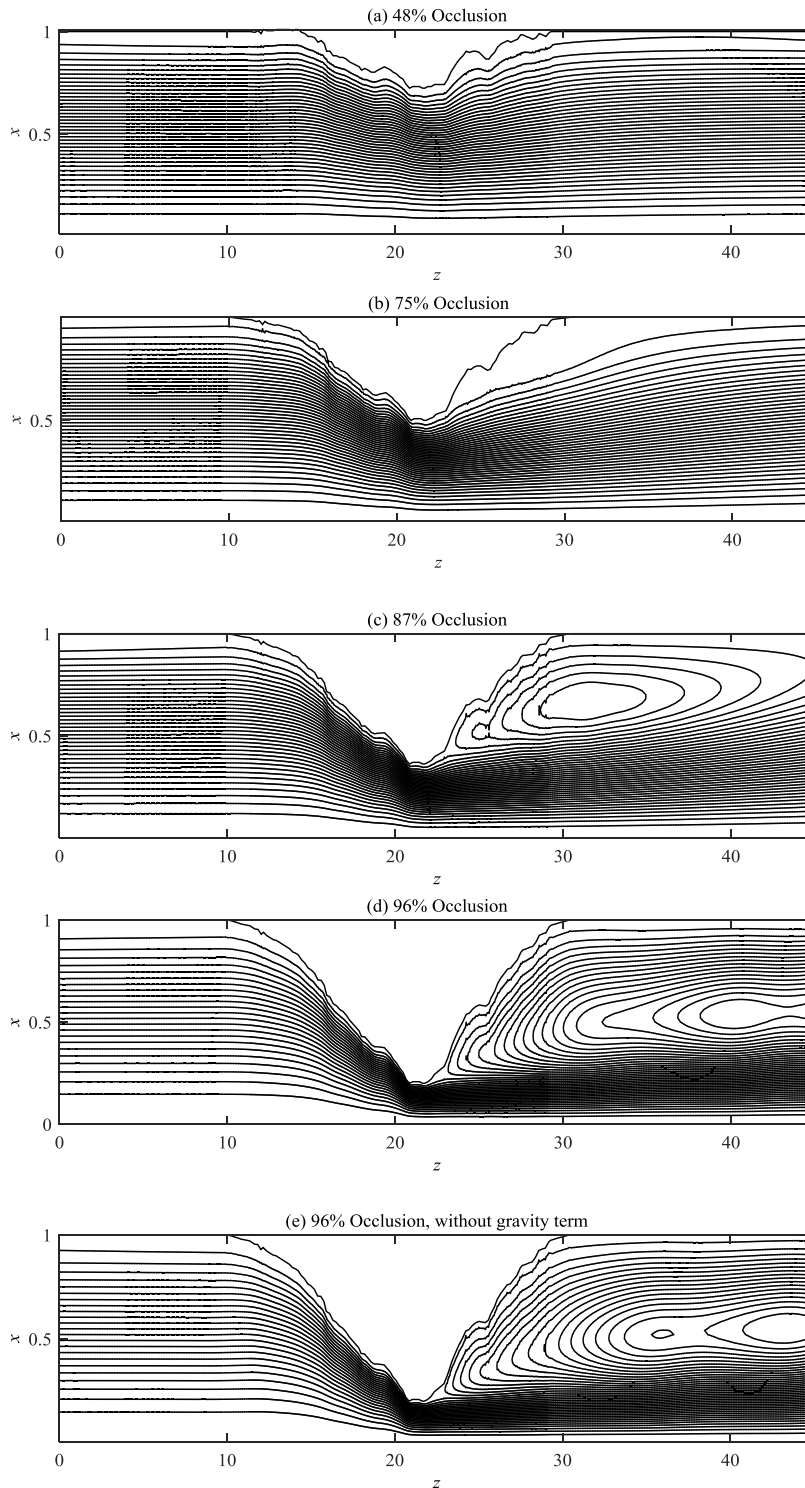 (a) 48% Occlusion
1
0.5
x
0 10 20 30 40
z
(b) 75% Occlusion
0.5
x
0 10 20 30 40
z
(c) 87% Occlusion
1
0.5
x
0 10 20 30 40
z
(d) 96% Occlusion
1
0.5
x
0
0 10 20 30 40
z
(e) 96% Occlusion, without gravity term
1
0.5
x
0 10 20 30 40
z